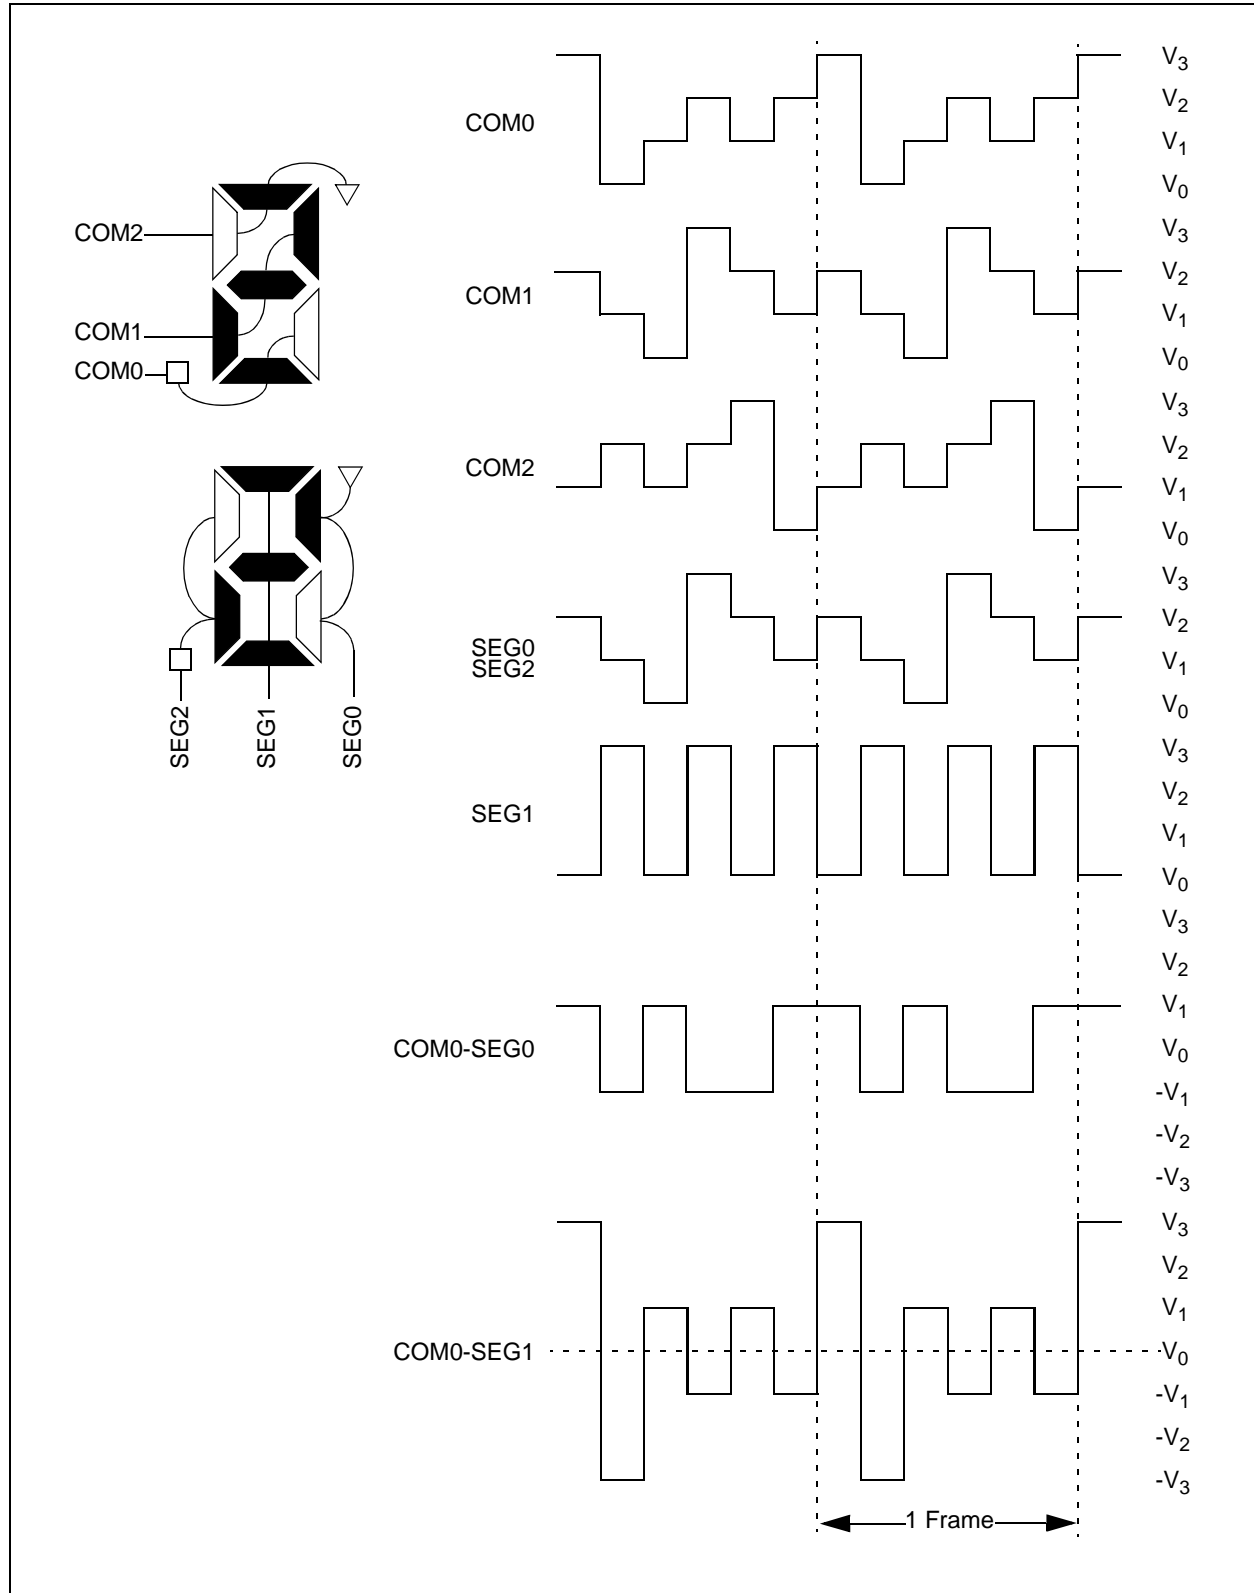 COM2
COM1
COM0
SEG2
SEG1
SEG0
COM0
V3
V2
V1
V0
COM1
V3
V2
V1
V0
COM2
V3
V2
V1
V0
SEG0
SEG2
V3
V2
V1
V0
SEG1
V3
V2
V1
V0
COM0-SEG0
V3
V2
V1
V0
-V1
-V2
-V3
COM0-SEG1
V3
V2
V1
V0
-V1
-V2
-V3
1 Frame